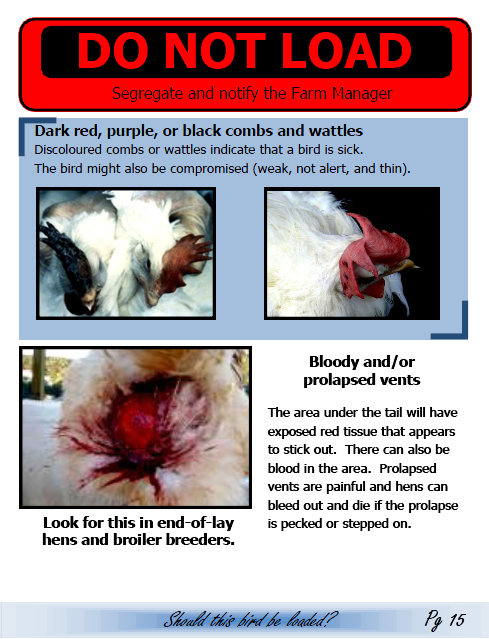 DO NOT LOAD
Segregate and notify the Farm Manager
Dark red, purple, or black combs and wattles
Discoloured combs or wattles indicate that a bird is sick.
The bird might also be compromised (weak, not alert, and thin).
Bloody and/or
prolapsed vents
The area under the tail will have
exposed red tissue that appears
to stick out.  There can also be
blood in the area.  Prolapsed
vents are painful and hens can
bleed out and die if the prolapse
is pecked or stepped on.
Look for this in end-of-lay
hens and broiler breeders.
Should this bird be loaded?
Pg 15